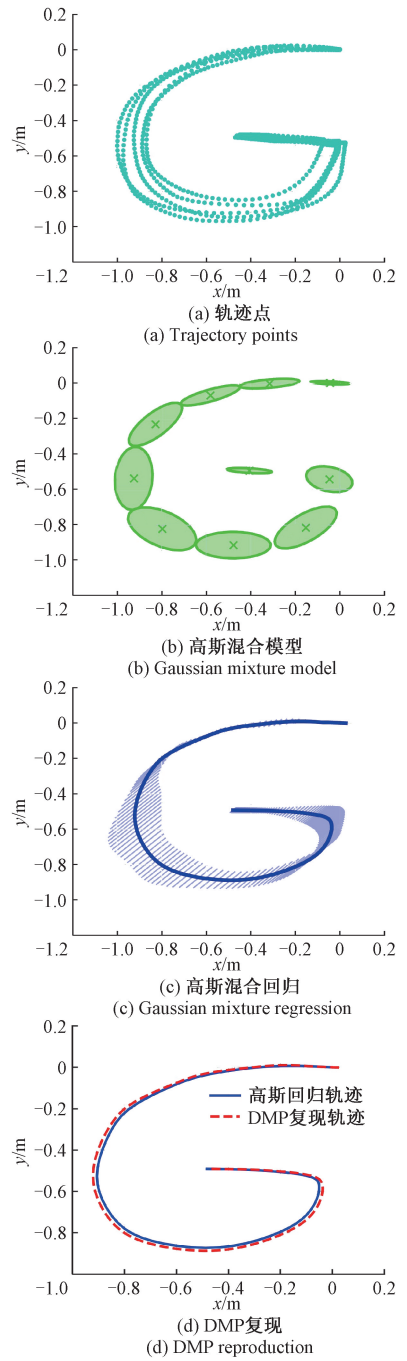 0.2
0
−0.2
−0.4
−0.6
−0.8
−1.0
y/m
−1.2 −1.0 −0.8 −0.6 −0.4 −0.2 0 0.2
x/m
(a) 轨迹点
(a) Trajectory points
0.2
0
−0.2
−0.4
−0.6
−0.8
−1.0
y/m
−1.2 −1.0 −0.8 −0.6 −0.4 −0.2 0 0.2
x/m
(b) 高斯混合模型
(b) Gaussian mixture model
0.2
0
−0.2
−0.4
−0.6
−0.8
−1.0
y/m
−1.2 −1.0 −0.8 −0.6 −0.4 −0.2 0 0.2
x/m
(c) 高斯混合回归
(c) Gaussian mixture regression
0.2
0
−0.2
−0.4
−0.6
−0.8
y/m
高斯回归轨迹
DMP复现轨迹
−1.0 −0.8 −0.6 −0.4 −0.2 0 0.2
x/m
(d) DMP复现
(d) DMP reproduction